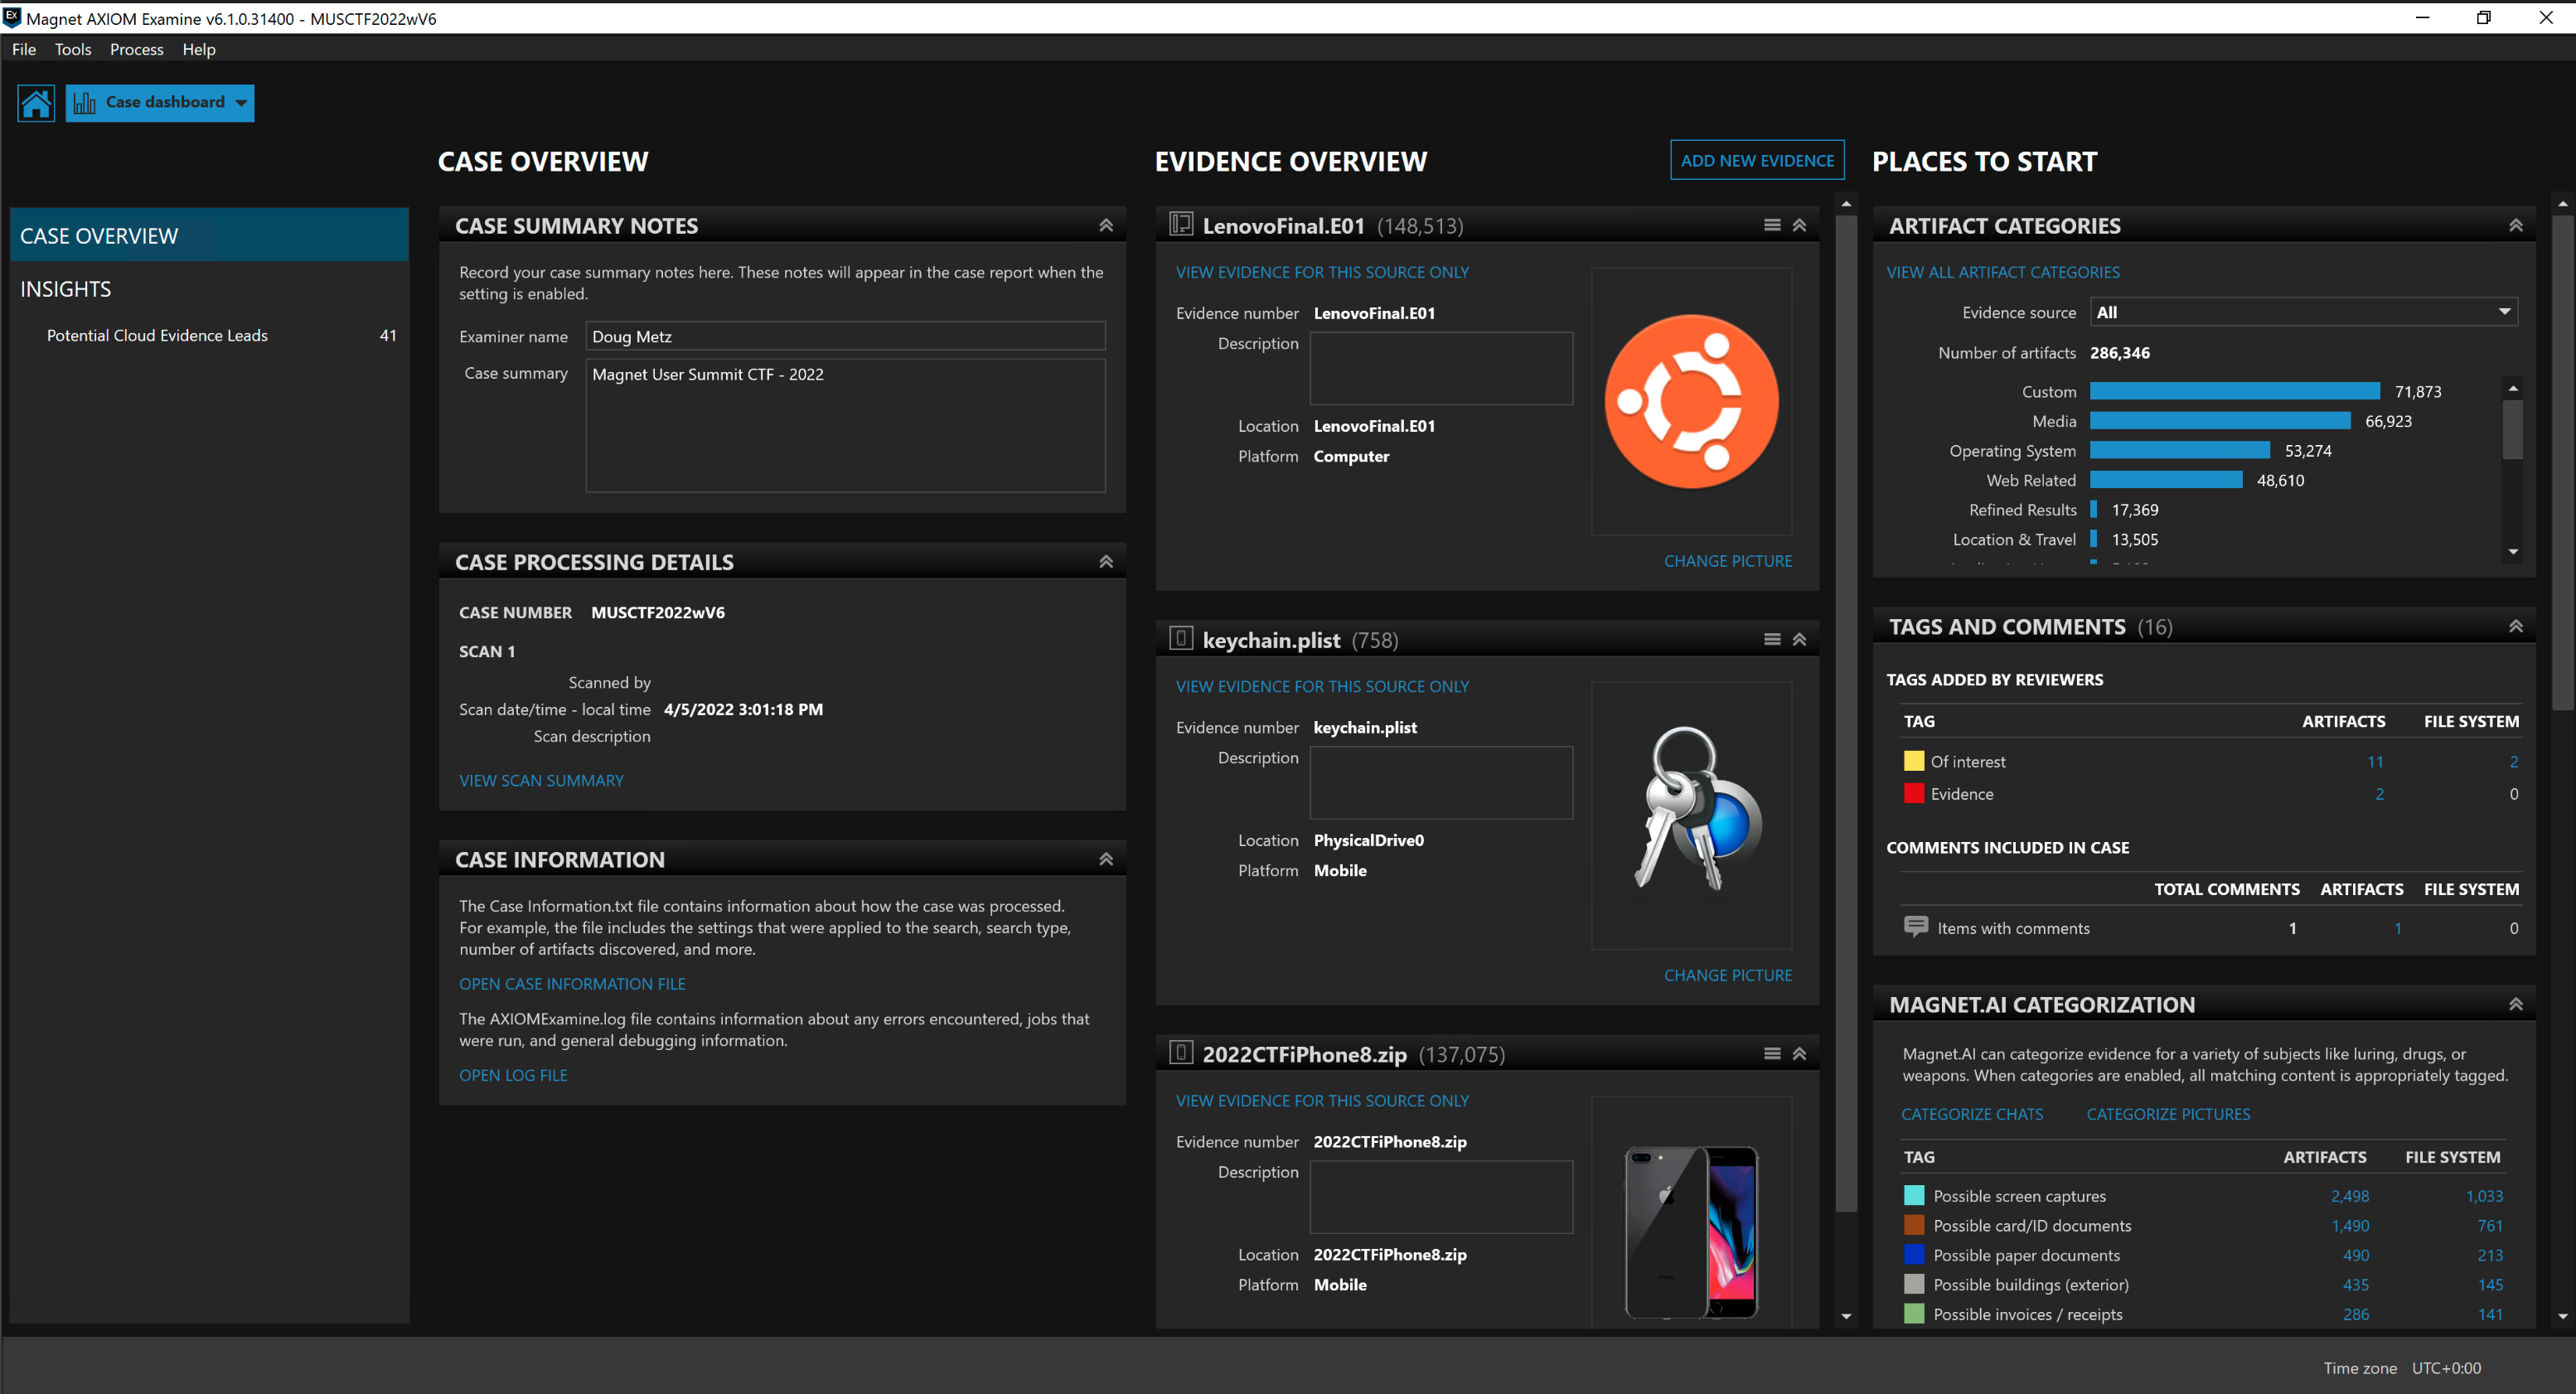 Magnet AXIOM Examine v6.1.0.31400 - MUSCTF2022wV6
File Tools Process Help
Case dashboard
CASE OVERVIEW
INSIGHTS
Potential Cloud Evidence Leads 41
CASE OVERVIEW
CASE SUMMARY NOTES
Record your case summary notes here. These notes will appear in the case report when the
setting is enabled.
Examiner name Doug Metz
Case summary Magnet User Summit CTF - 2022
CASE PROCESSING DETAILS
CASE NUMBER MUSCTF2022wV6
SCAN 1
Scanned by
Scan date/time - local time 4/5/2022 3:01:18 PM
Scan description
VIEW SCAN SUMMARY
CASE INFORMATION
The Case Information.txt file contains information about how the case was processed.
For example, the file includes the settings that were applied to the search, search type,
number of artifacts discovered, and more.
OPEN CASE INFORMATION FILE
The AXIOMExamine.log file contains information about any errors encountered, jobs that
were run, and general debugging information.
OPEN LOG FILE
EVIDENCE OVERVIEW
ADD NEW EVIDENCE
LenovoFinal.E01 (148,513)
VIEW EVIDENCE FOR THIS SOURCE ONLY
Evidence number LenovoFinal.E01
Description
Location LenovoFinal.E01
Platform Computer
CHANGE PICTURE
keychain.plist (758)
VIEW EVIDENCE FOR THIS SOURCE ONLY
Evidence number keychain.plist
Description
Location PhysicalDrive0
Platform Mobile
CHANGE PICTURE
2022CTFiPhone8.zip (137,075)
VIEW EVIDENCE FOR THIS SOURCE ONLY
Evidence number 2022CTFiPhone8.zip
Description
Location 2022CTFiPhone8.zip
Platform Mobile
PLACES TO START
ARTIFACT CATEGORIES
VIEW ALL ARTIFACT CATEGORIES
Evidence source All
Number of artifacts 286,346
Custom 71,873
Media 66,923
Operating System 53,274
Web Related 48,610
Refined Results 17,369
Location & Travel 13,505
TAGS AND COMMENTS (16)
TAGS ADDED BY REVIEWERS
TAG ARTIFACTS FILE SYSTEM
Of interest 11 2
Evidence 2 0
COMMENTS INCLUDED IN CASE
TOTAL COMMENTS ARTIFACTS FILE SYSTEM
Items with comments 1 1 0
MAGNET.AI CATEGORIZATION
Magnet.AI can categorize evidence for a variety of subjects like luring, drugs, or
weapons. When categories are enabled, all matching content is appropriately tagged.
CATEGORIZE CHATS CATEGORIZE PICTURES
TAG ARTIFACTS FILE SYSTEM
Possible screen captures 2,498 1,033
Possible card/ID documents 1,490 761
Possible paper documents 490 213
Possible buildings (exterior) 435 145
Possible invoices / receipts 286 141
Time zone UTC+0:00